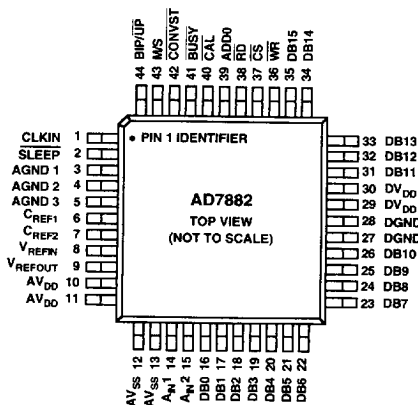 44 BIP/UP
43 M/S
42 CONVST
41 BUSY
40 CAL
39 ADD0
38 RD
37 CS
36 WR
35 DB15
34 DB14
CLKIN 1
SLEEP 2
AGND 1 3
AGND 2 4
AGND 3 5
CREF1 6
CREF2 7
VREFIN 8
VREFOUT 9
AVDD 10
AVDD 11
• PIN 1 IDENTIFIER
AD7882
TOP VIEW
(NOT TO SCALE)
33 DB13
32 DB12
31 DB11
30 DVDD
29 DVDD
28 DGND
27 DGND
26 DB10
25 DB9
24 DB8
23 DB7
AVSS 12
AVSS 13
AIN1 14
AIN2 15
DB0 16
DB1 17
DB2 18
DB3 19
DB4 20
DB5 21
DB6 22